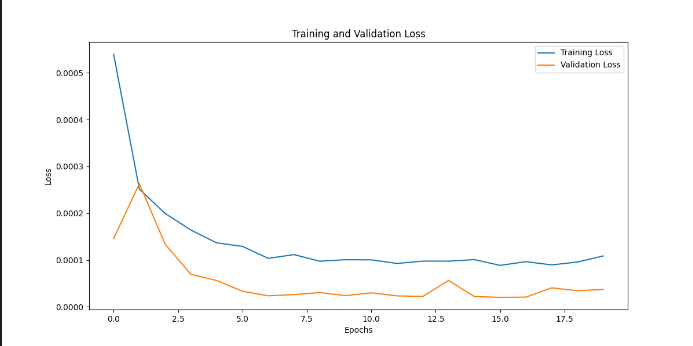 Training and Validation Loss
Training Loss
Validation Loss
0.0005
0.0004
0.0003
0.0002
0.0001
0.0000
Loss
0.0 2.5 5.0 7.5 10.0 12.5 15.0 17.5
Epochs